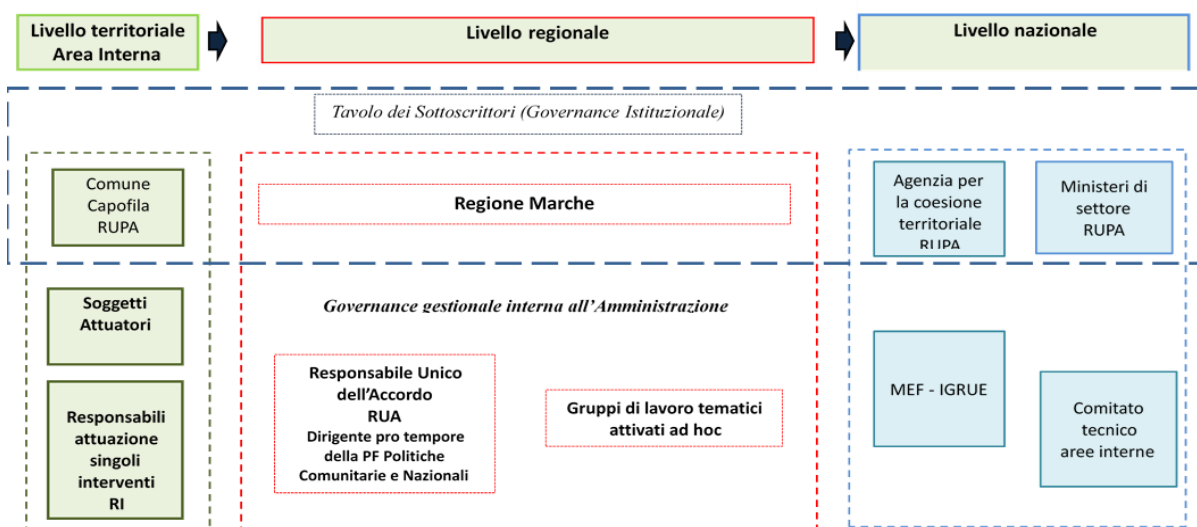 Livello territoriale
Area Interna
Livello regionale
Livello nazionale
Tavolo dei Sottoscrittori (Governance Istituzionale)
Comune
Capofila
RUPA
Regione Marche
Agenzia per
la coesione
territoriale
RUPA
Ministeri di
settore
RUPA
Soggetti
Attuatori
Governance gestionale interna all'Amministrazione
Responsabili
attuazione
singoli
interventi
RI
Responsabile Unico
dell'Accordo
RUA
Dirigente pro tempore
della PF Politiche
Comunitarie e Nazionali
Gruppi di lavoro tematici
attivati ad hoc
MEF - IGRUE
Comitato
tecnico
aree interne